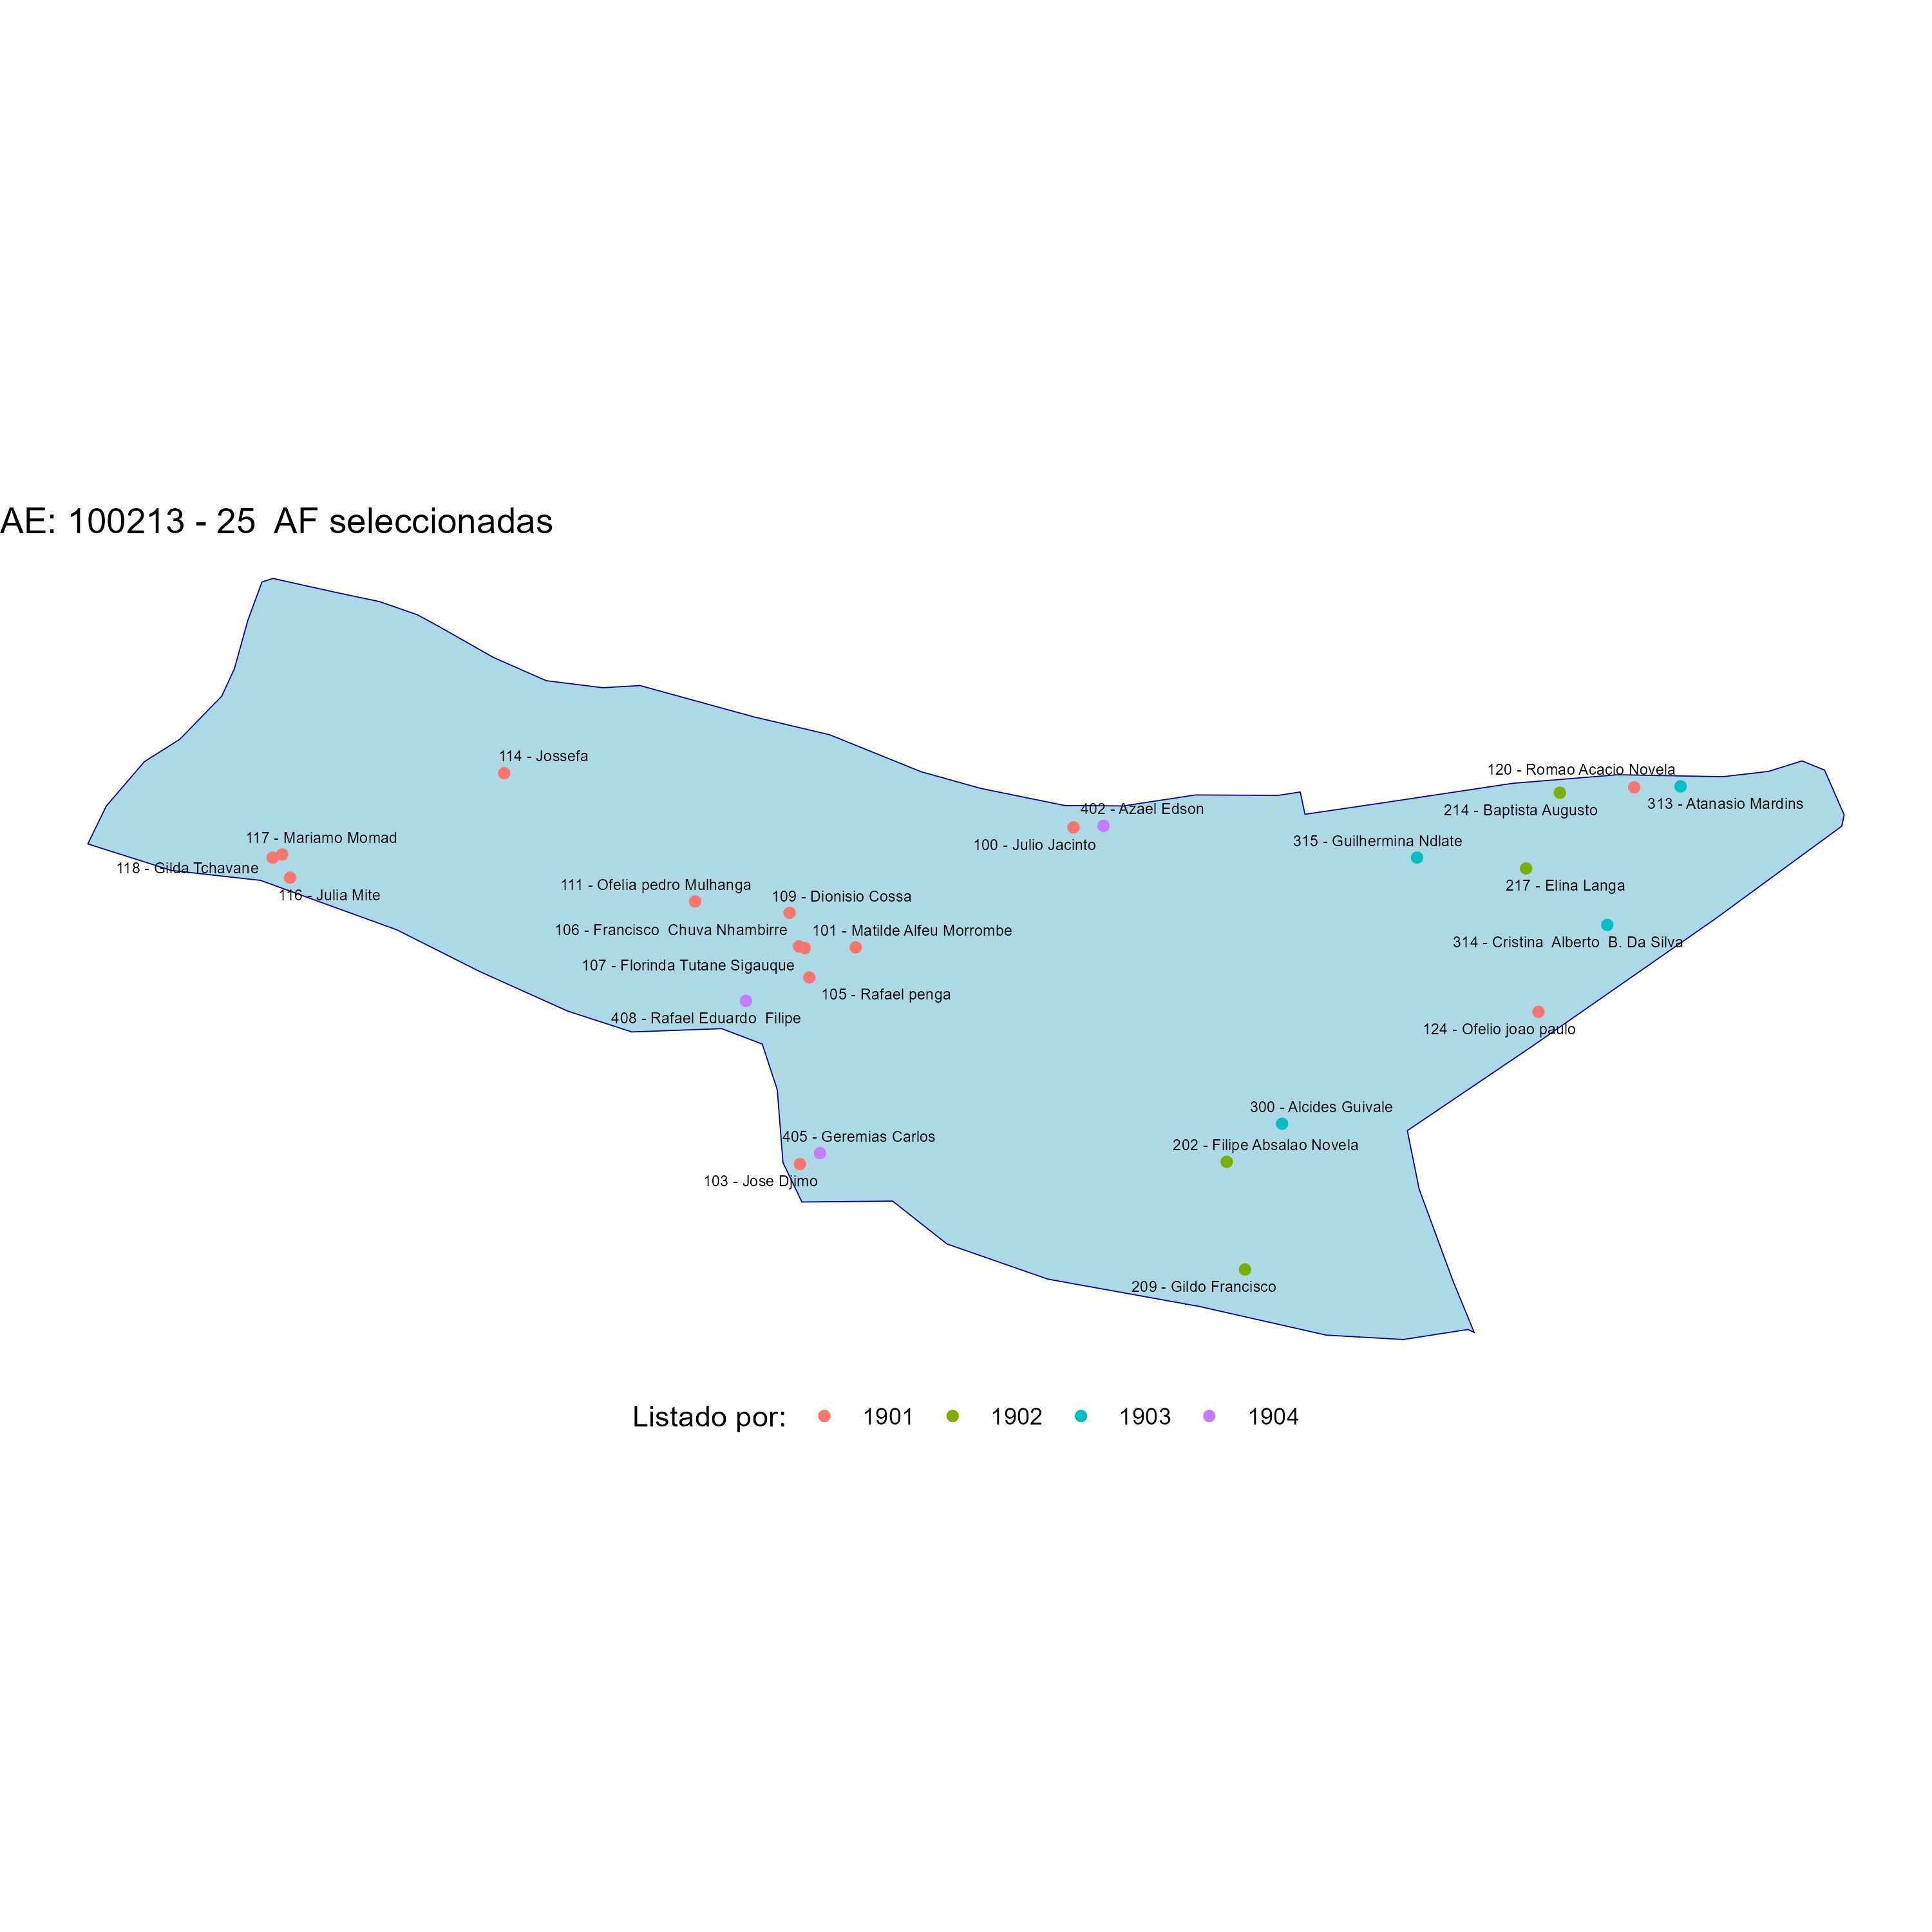 AE: 100213 - 25  AF seleccionadas
114 - Jossefa
120 - Romao Acacio Novela
313 - Atanasio Mardins
402 - Azael Edson
214 - Baptista Augusto
117 - Mariamo Momad
100 - Julio Jacinto
315 - Guilhermina Ndlate
118 - Gilda Tchavane
111 - Ofelia pedro Mulhanga
217 - Elina Langa
116 - Julia Mite
109 - Dionisio Cossa
106 - Francisco  Chuva Nhambirre
101 - Matilde Alfeu Morrombe
314 - Cristina  Alberto  B. Da Silva
107 - Florinda Tutane Sigauque
105 - Rafael penga
408 - Rafael Eduardo  Filipe
124 - Ofelio joao paulo
300 - Alcides Guivale
405 - Geremias Carlos
202 - Filipe Absalao Novela
103 - Jose Djimo
209 - Gildo Francisco
Listado por: 1901 1902 1903 1904